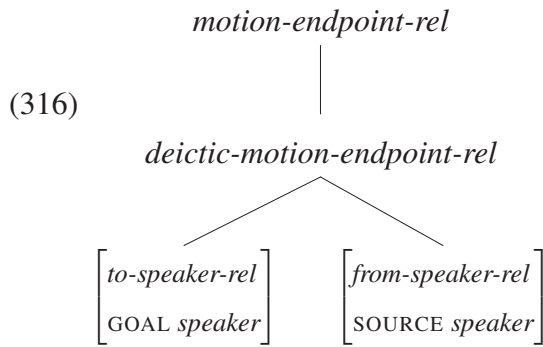 motion-endpoint-rel
(316)
deictic-motion-endpoint-rel
to-speaker-rel from-speaker-rel
GOAL speaker SOURCE speaker